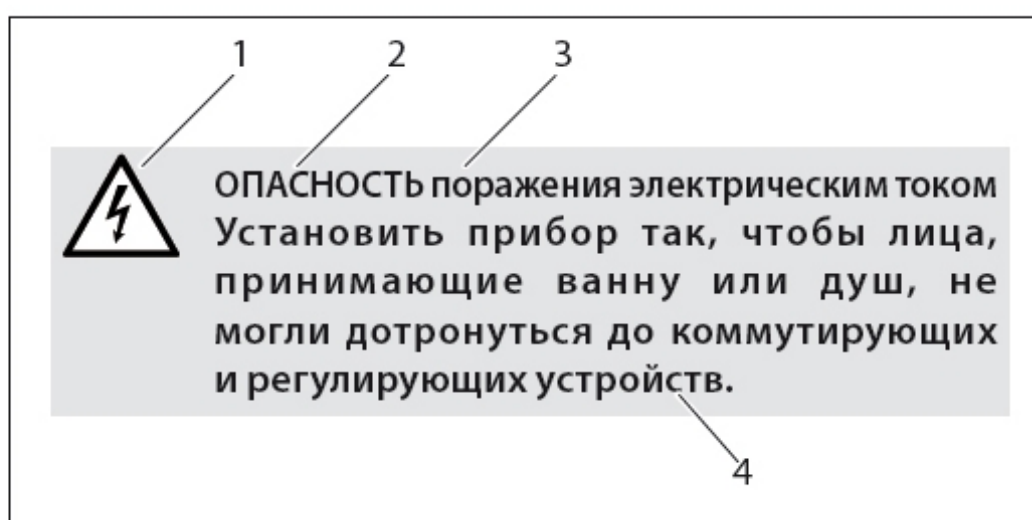 1 2 3
ОПАСНОСТЬ поражения электрическим током
Установить прибор так, чтобы лица,
принимающие ванну или душ, не
могли дотронуться до коммутирующих
и регулирующих устройств.
4